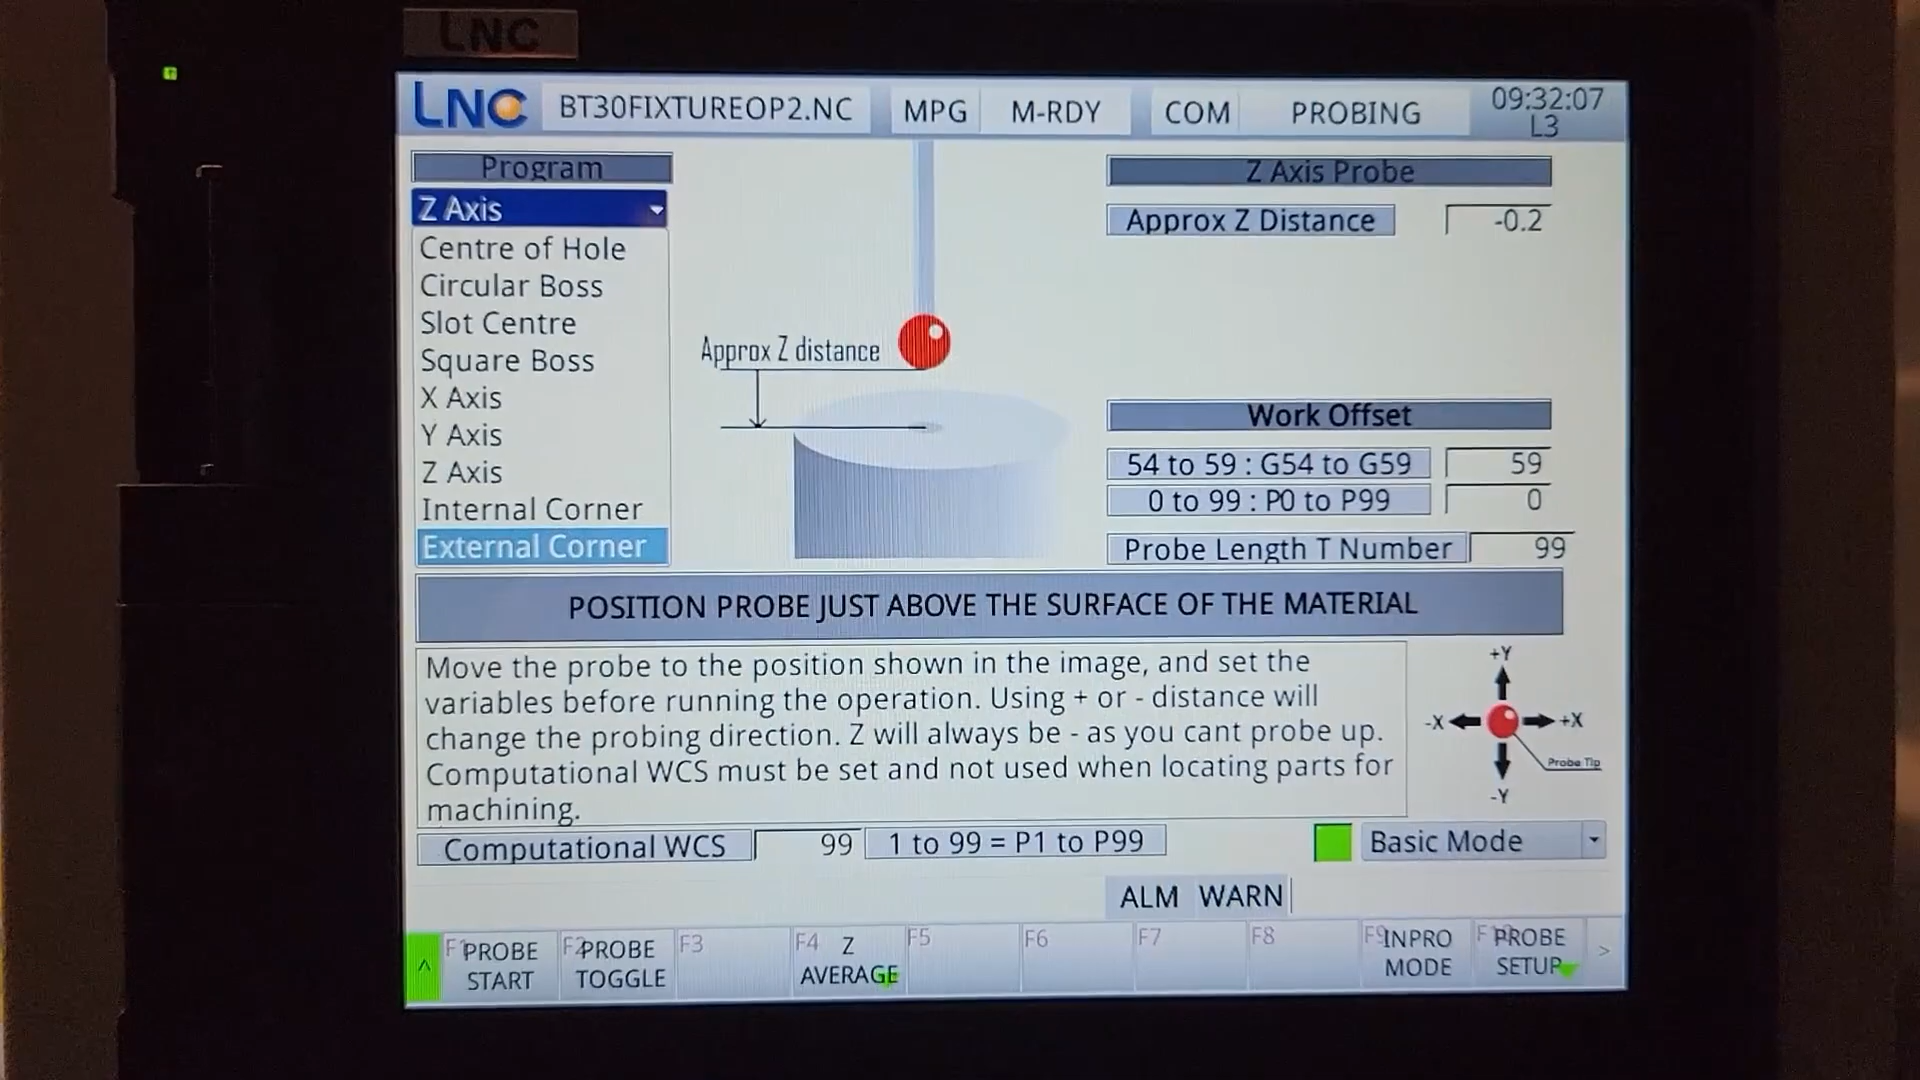 LNC
LNC
BT30FIXTUREOP2.NC
MPG
M-RDY
COM
PROBING
09:32:07
L3
Program
Z Axis
Centre of Hole
Circular Boss
Slot Centre
Square Boss
X Axis
Y Axis
Z Axis
Internal Corner
External Corner
Approx Z distance
Z Axis Probe
Approx Z Distance
-0.2
Work Offset
54 to 59 : G54 to G59
59
0 to 99 : P0 to P99
0
Probe Length T Number
99
POSITION PROBE JUST ABOVE THE SURFACE OF THE MATERIAL
Move the probe to the position shown in the image, and set the
variables before running the operation. Using + or - distance will
change the probing direction. Z will always be - as you cant probe up.
Computational WCS must be set and not used when locating parts for
machining.
+Y
-X
+X
Probe Tip
-Y
Computational WCS
99
1 to 99 = P1 to P99
Basic Mode
ALM WARN
^
F1 PROBE
START
F2 PROBE
TOGGLE
F3
F4 Z
AVERAGE
F5
F6
F7
F8
F9 INPRO
MODE
F10 PROBE
SETUP
>